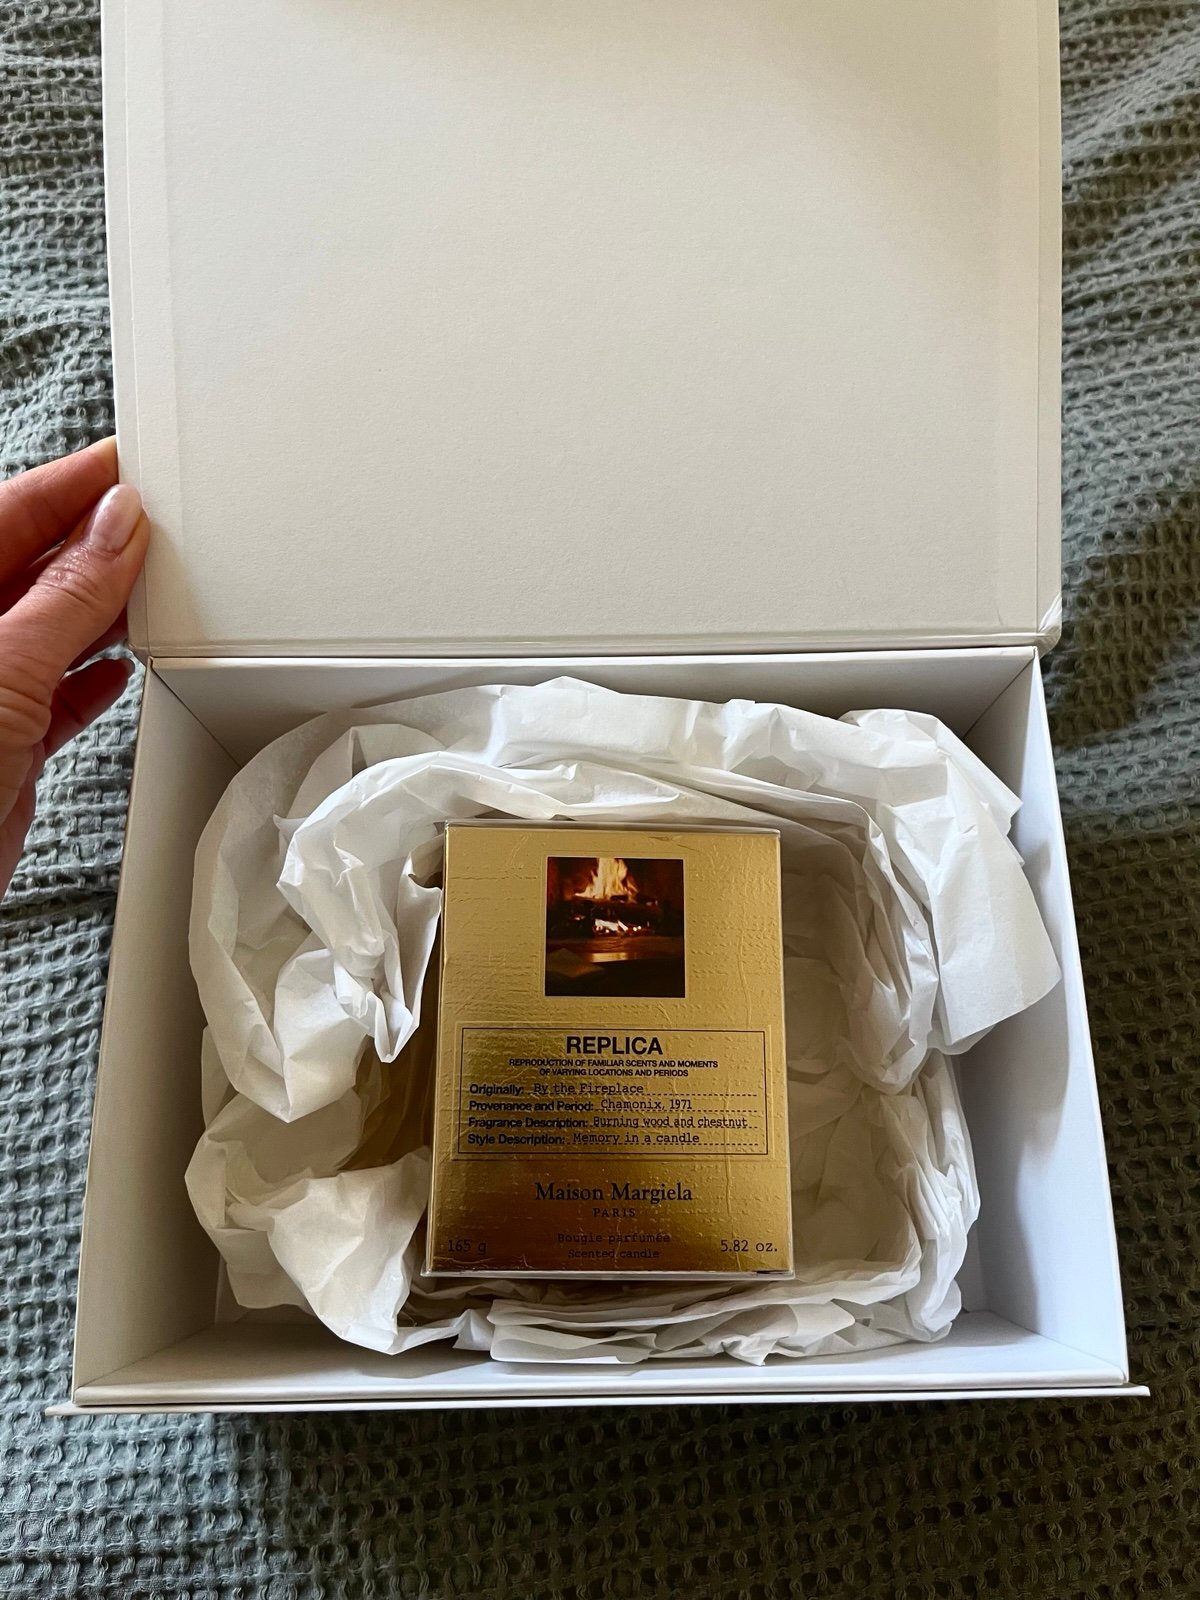 REPLICA
REPRODUCTION OF FAMILIAR SCENTS AND MOMENTS
OF VARYING LOCATIONS AND PERIODS
Originally: By the Fireplace
Provenance and Period: Chamonix, 1971
Fragrance Description: Burning wood and chestnut
Style Description: Memory in a candle
Maison Margiela
PARIS
Bougie parfumée
165 g Scented candle 5.82 oz.